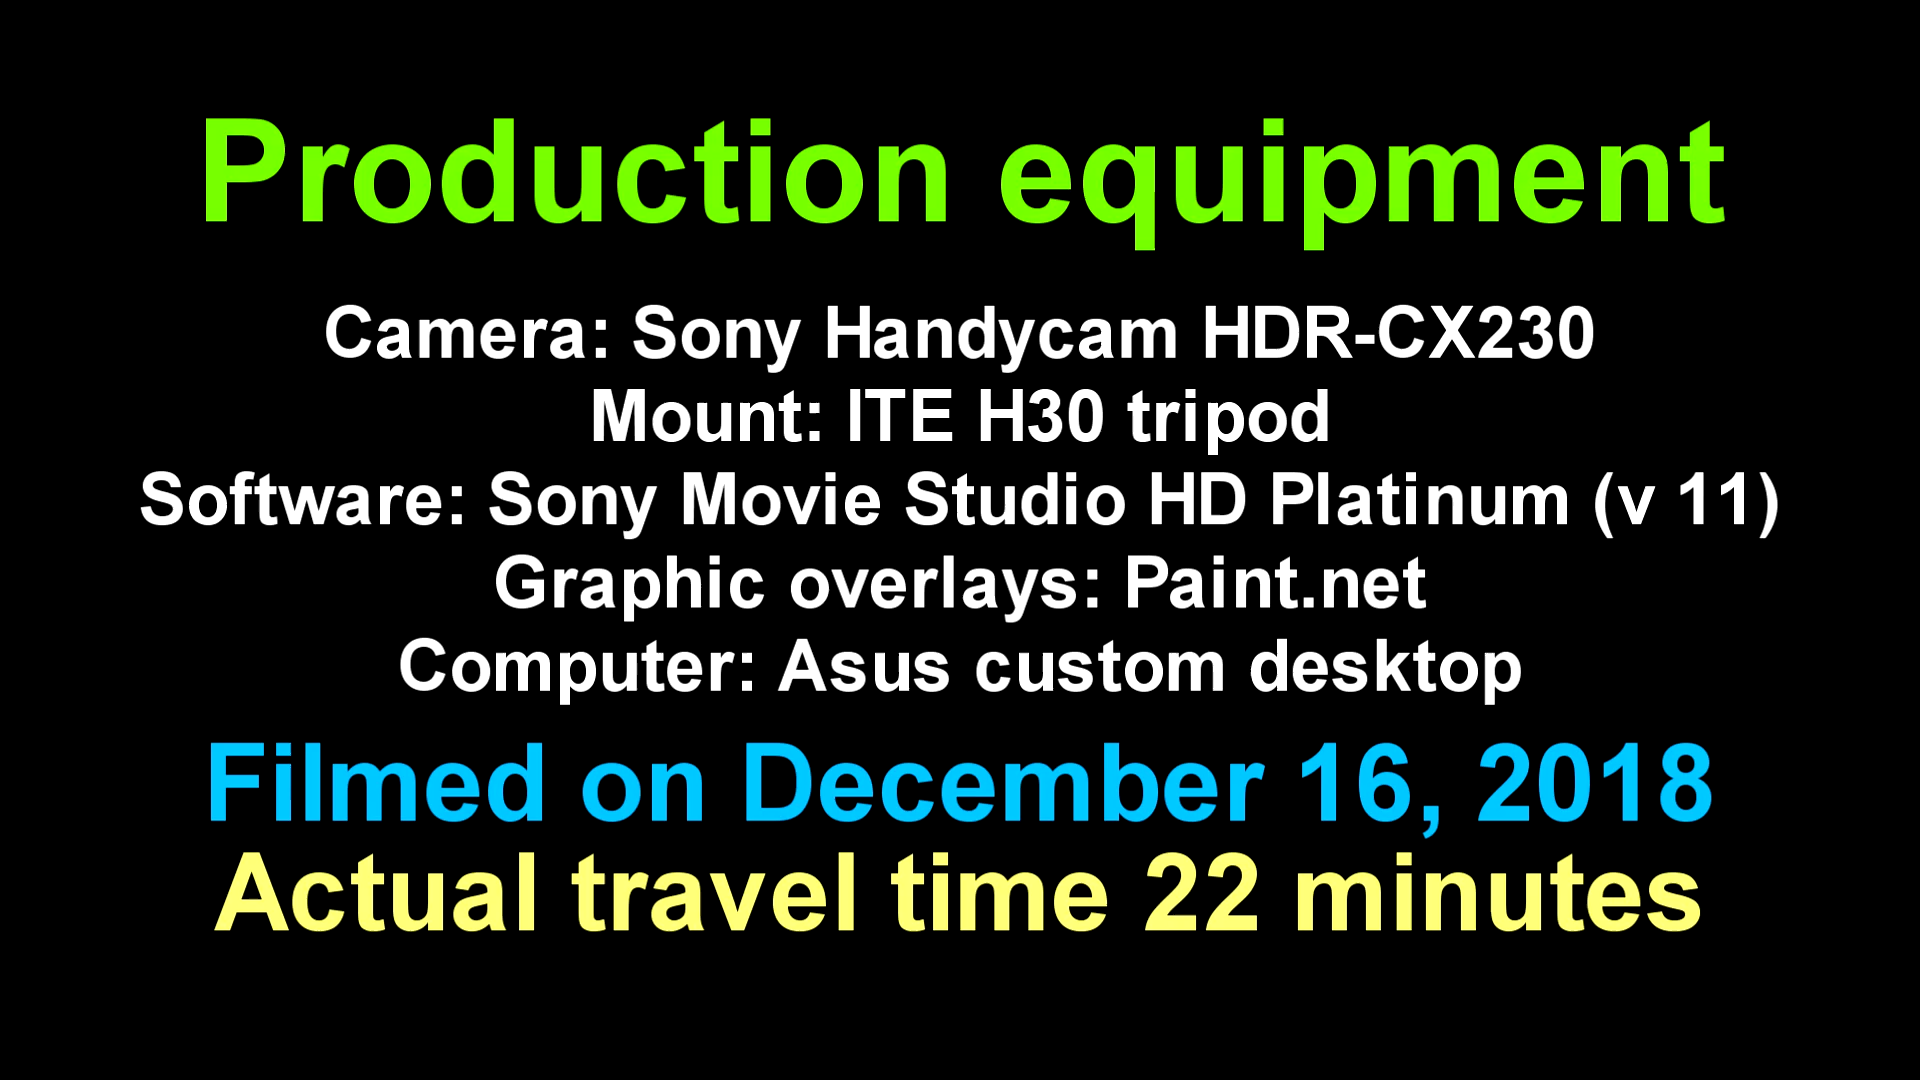 Production equipment
Camera: Sony Handycam HDR-CX230
Mount: ITE H30 tripod
Software: Sony Movie Studio HD Platinum (v 11)
Graphic overlays: Paint.net
Computer: Asus custom desktop
Filmed on December 16, 2018
Actual travel time 22 minutes